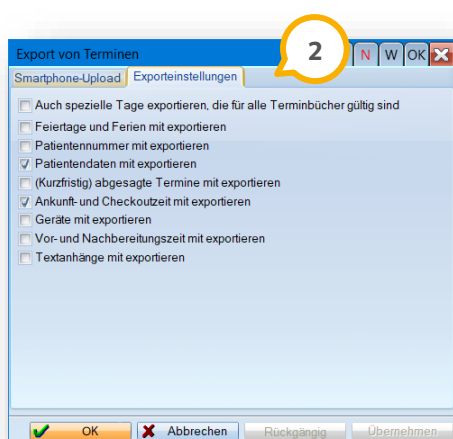 Export von Terminen
2
N W OK
Smartphone-Upload Exporteinstellungen
Auch spezielle Tage exportieren, die für alle Terminbücher gültig sind
Feiertage und Ferien mit exportieren
Patientennummer mit exportieren
Patientendaten mit exportieren
(Kurzfristig) abgesagte Termine mit exportieren
Ankunft- und Checkoutzeit mit exportieren
Geräte mit exportieren
Vor- und Nachbereitungszeit mit exportieren
Textanhänge mit exportieren
OK Abbrechen Rückgängig Übernehmen